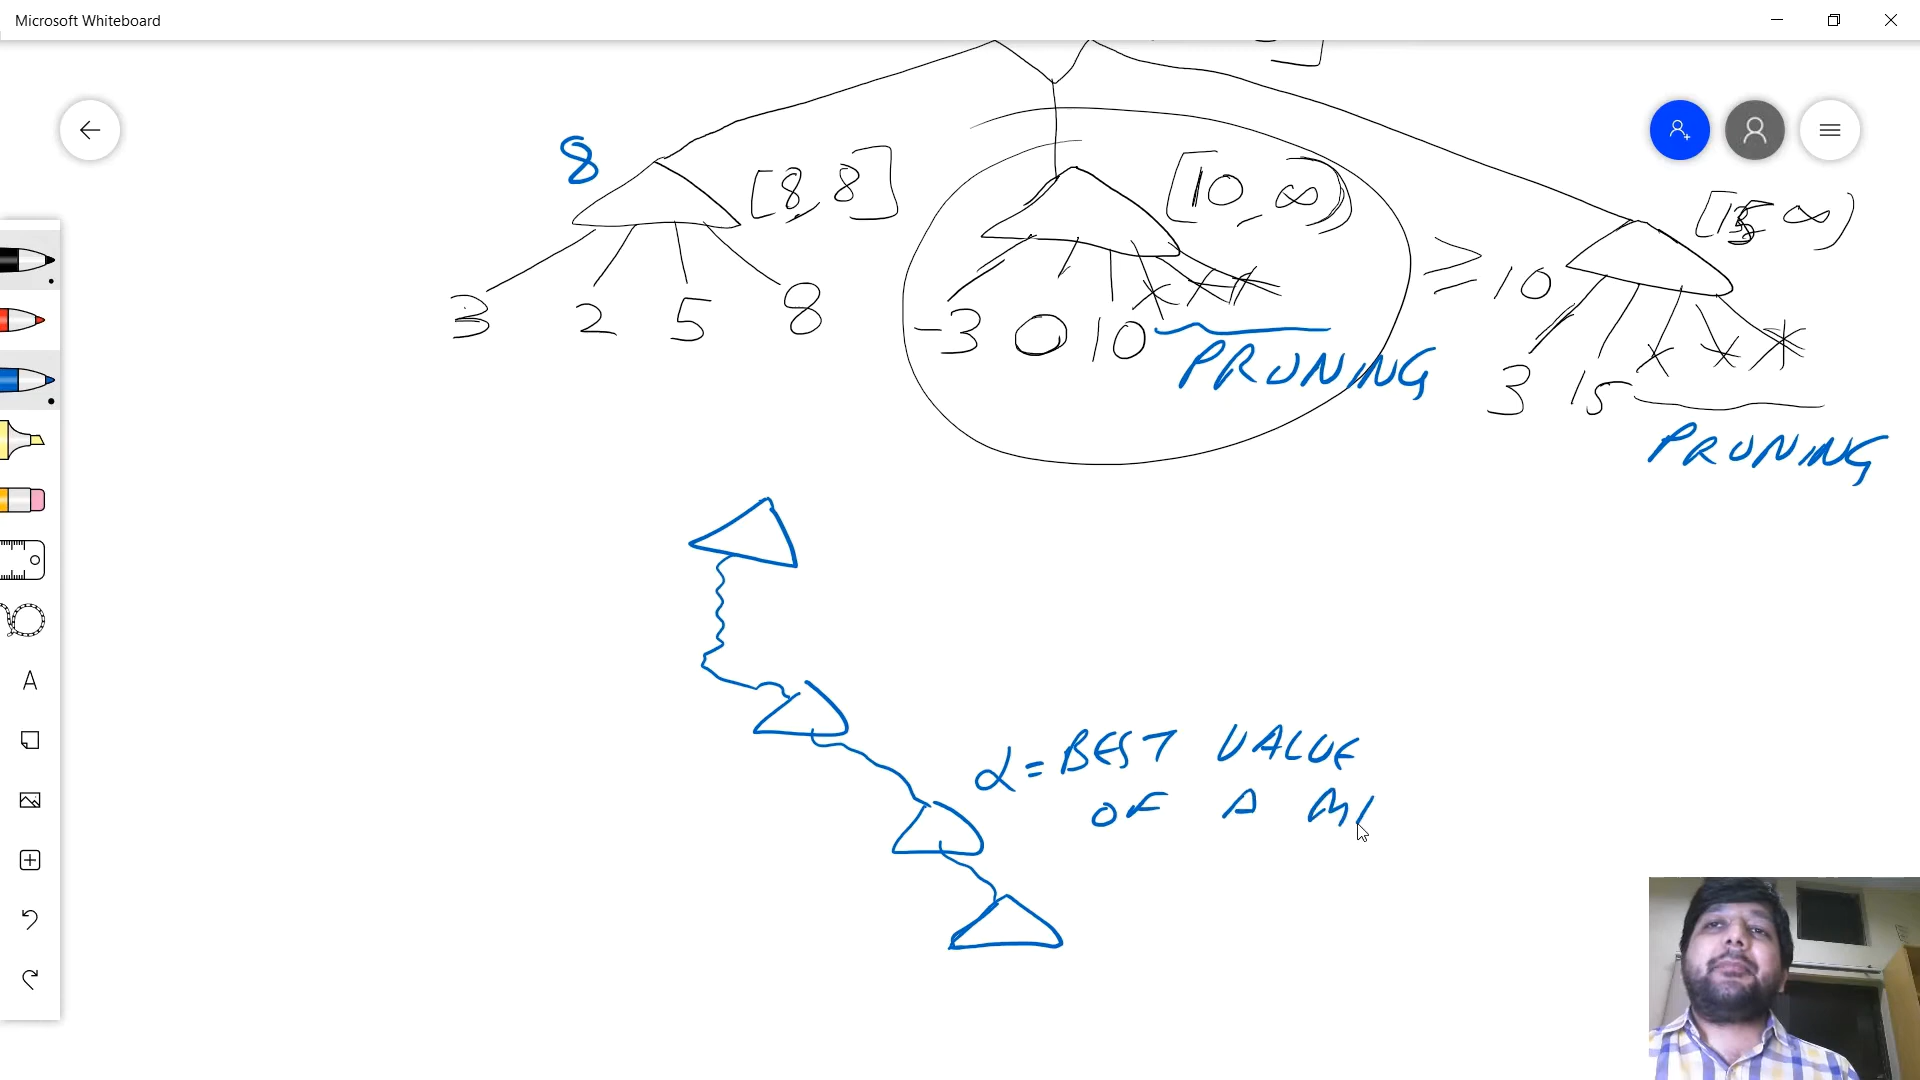 Microsoft Whiteboard
8
[8, 8]
[10, ∞)
≥ 10
3 2 5 8
-3 0 10
PRUNING
3 15
PRUNING
α = BEST VALUE
OF A M
A